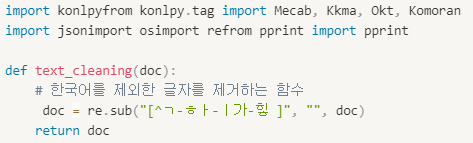 import konlpyfrom konlpy.tag import Mecab, Kkma, Okt, Komoran
import jsonimport osimport refrom pprint import pprint
def text_cleaning(doc):
# 한국어를 제외한 글자를 제거하는 함수
doc = re.sub("[^ㄱ-ㅎㅏ-ㅣ가-힣 ]", "", doc)
return doc